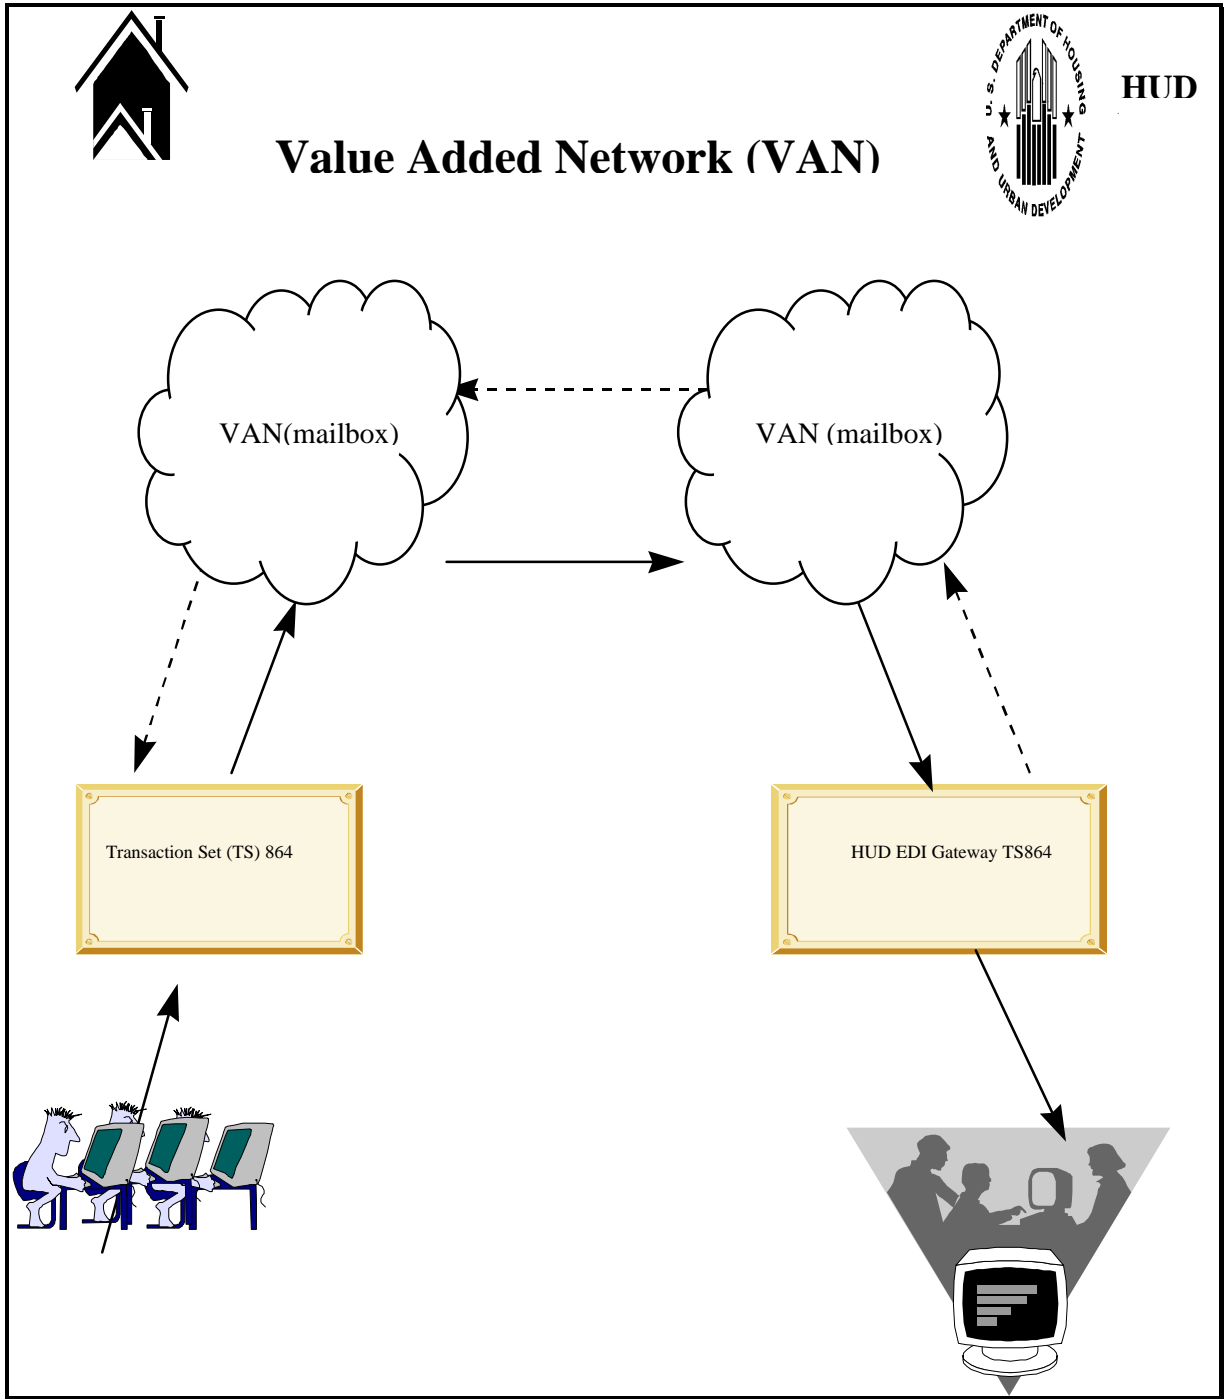 U. S. DEPARTMENT OF HOUSING
AND URBAN DEVELOPMENT
HUD
Value Added Network (VAN)
VAN(mailbox)
VAN (mailbox)
Transaction Set (TS) 864
HUD EDI Gateway TS864